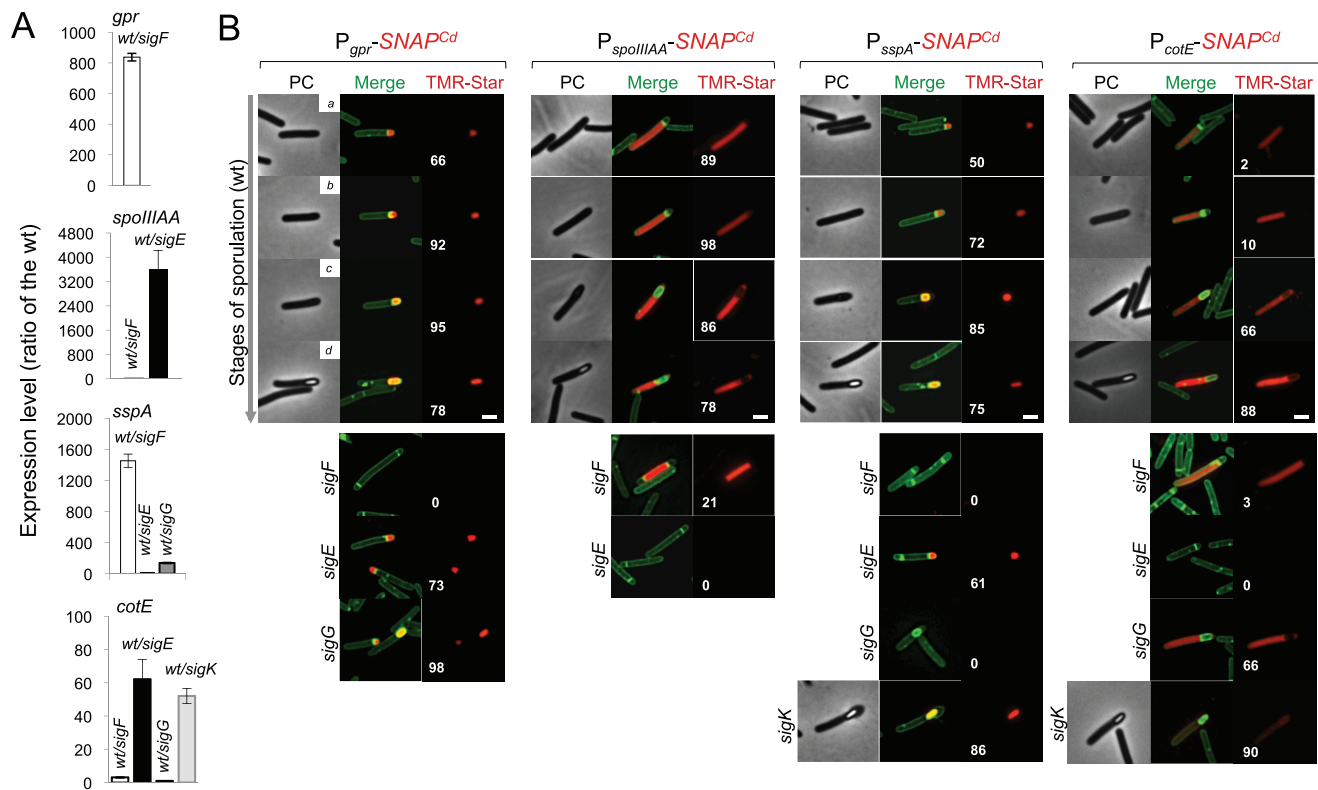 A
Expression level (ratio of the wt)
gpr
wt/sigF
1000
800
600
400
200
0
spoIIIAA
wt/sigE
4800
4000
3200
2400
1600
800
0
wt/sigF
sspA
wt/sigF
2000
1600
1200
800
400
0
wt/sigE
wt/sigG
cotE
wt/sigE
wt/sigK
100
80
60
40
20
0
wt/sigF
wt/sigG
B
Stages of sporulation (wt)
Pgpr-SNAPCd
PC Merge TMR-Star
a
66
b
92
c
95
d
78
sigF
0
sigE
73
sigG
98
PspoIIIAA-SNAPCd
PC Merge TMR-Star
89
98
86
78
sigF
21
sigE
0
PsspA-SNAPCd
PC Merge TMR-Star
50
72
85
75
sigF
0
sigE
61
sigG
0
sigK
86
PcotE-SNAPCd
PC Merge TMR-Star
2
10
66
88
sigF
3
sigE
0
sigG
66
sigK
90